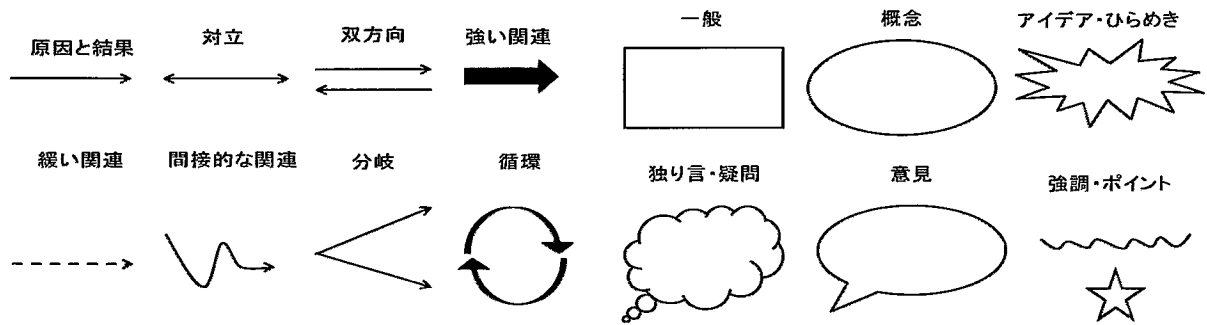 原因と結果
対立
双方向
強い関連
一般
概念
アイデア・ひらめき
緩い関連
間接的な関連
分岐
循環
独り言・疑問
意見
強調・ポイント